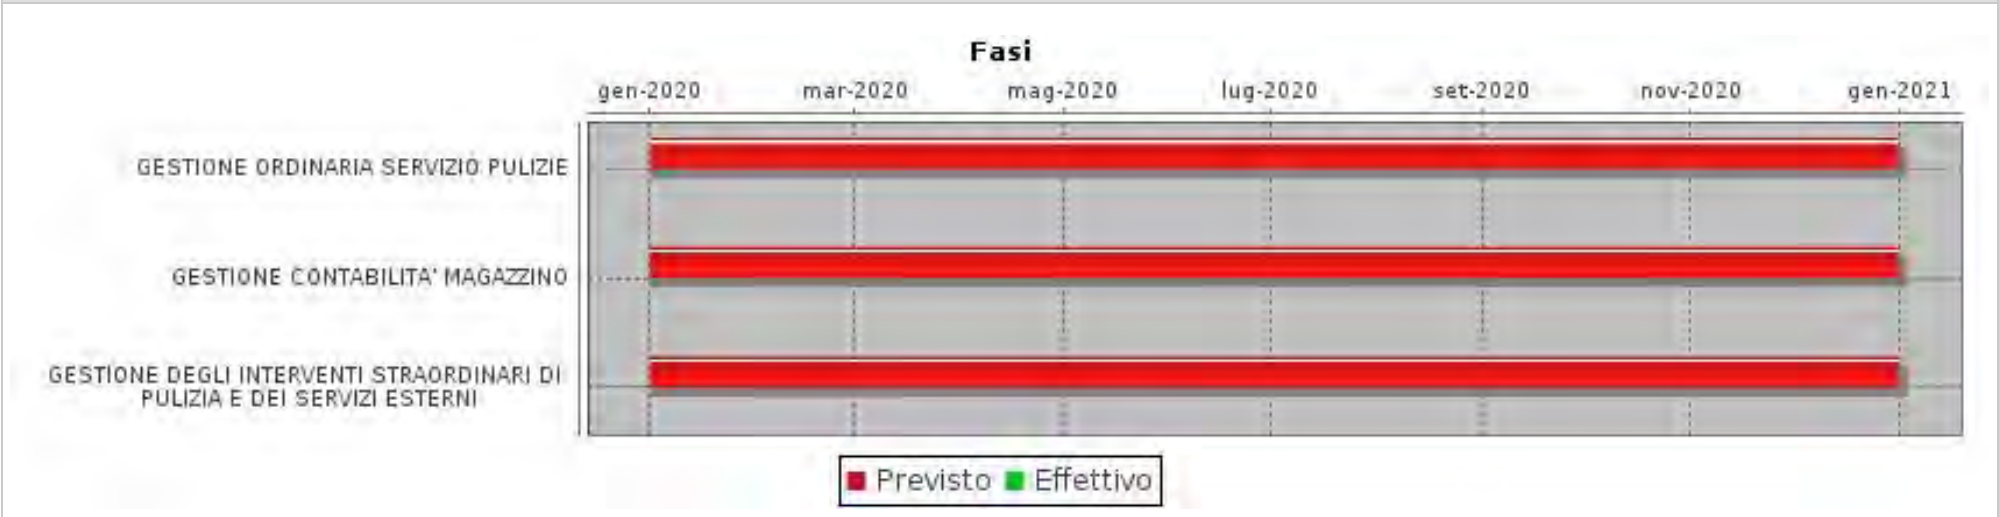 Fasi
gen-2020 mar-2020 mag-2020 lug-2020 set-2020 nov-2020 gen-2021
GESTIONE ORDINARIA SERVIZIO PULIZIE
GESTIONE CONTABILITA' MAGAZZINO
GESTIONE DEGLI INTERVENTI STRAORDINARI DI
PULIZIA E DEI SERVIZI ESTERNI
Previsto Effettivo